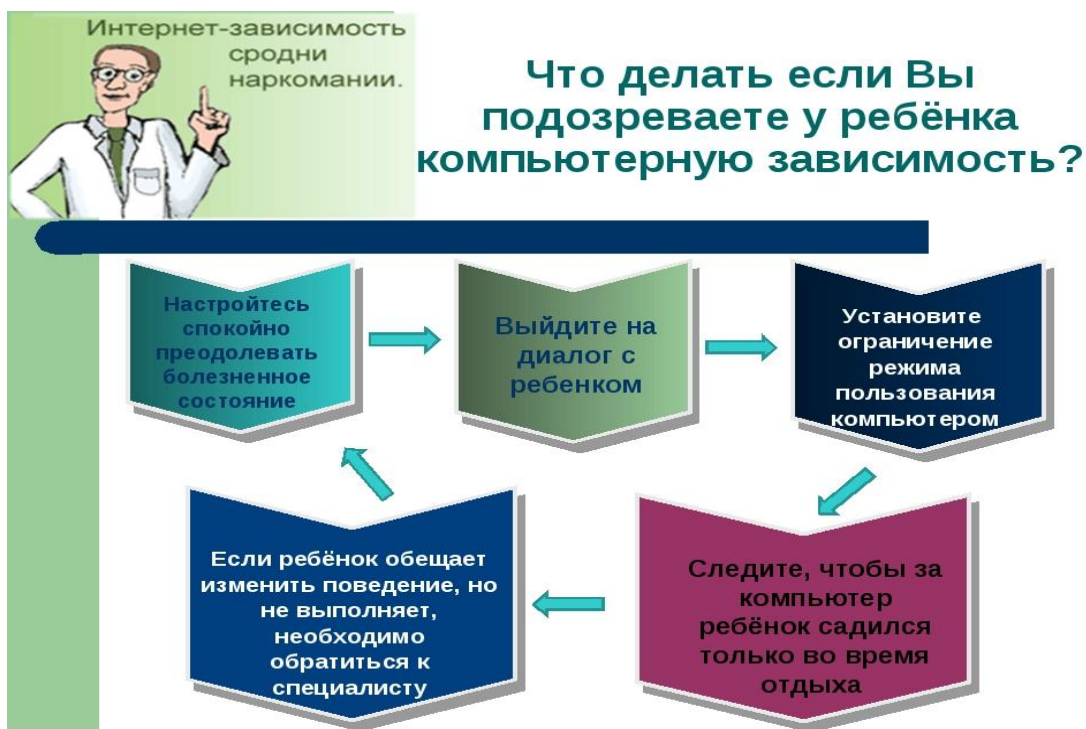 Интернет-зависимость
сродни
наркомании.
Что делать если Вы
подозреваете у ребёнка
компьютерную зависимость?
Настройтесь
спокойно
преодолевать
болезненное
состояние
Выйдите на
диалог с
ребенком
Установите
ограничение
режима
пользования
компьютером
Следите, чтобы за
компьютер
ребёнок садился
только во время
отдыха
Если ребёнок обещает
изменить поведение, но
не выполняет,
необходимо
обратиться к
специалисту